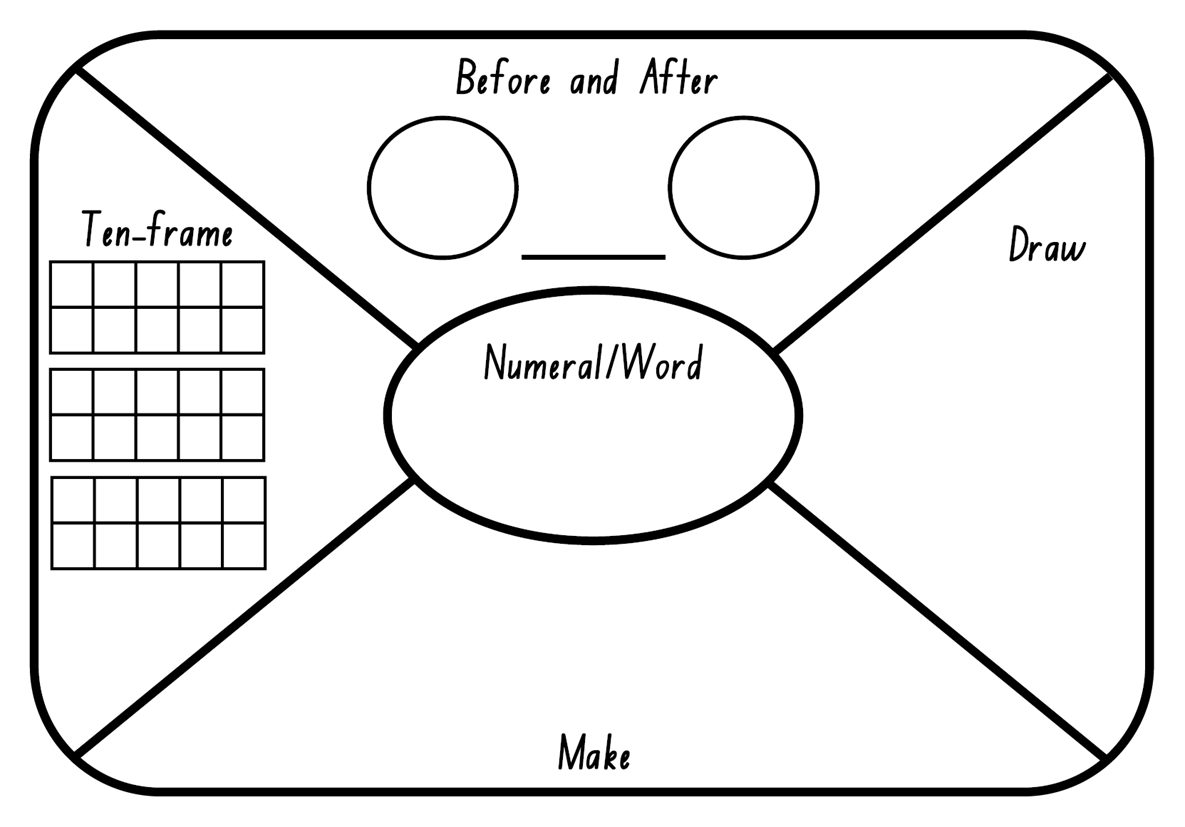 Before and After
Ten-frame
Draw
Numeral/Word
Make